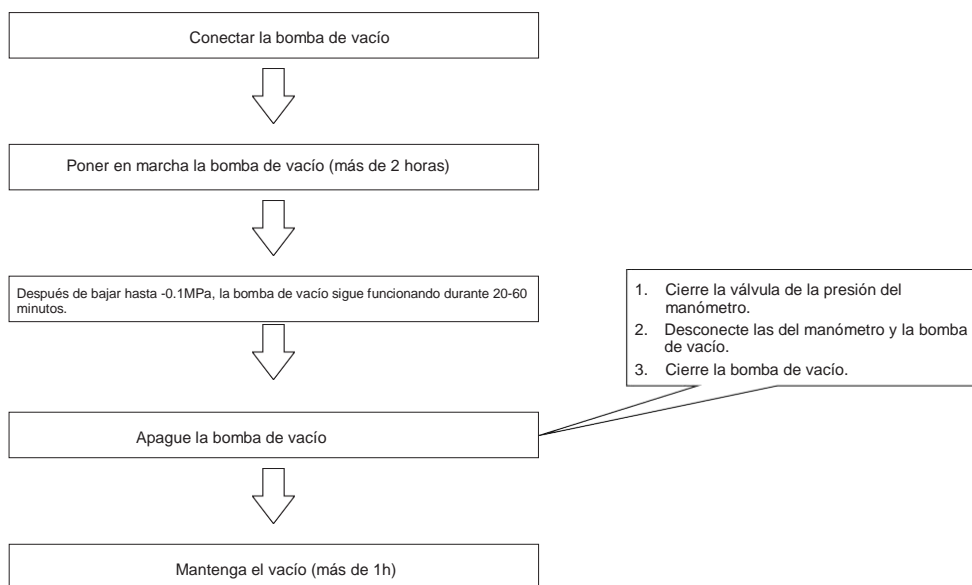 Conectar la bomba de vacío
Poner en marcha la bomba de vacío (más de 2 horas)
Después de bajar hasta -0.1MPa, la bomba de vacío sigue funcionando durante 20-60
minutos.
1. Cierre la válvula de la presión del
manómetro.
2. Desconecte las del manómetro y la bomba
de vacío.
3. Cierre la bomba de vacío.
Apague la bomba de vacío
Mantenga el vacío (más de 1h)